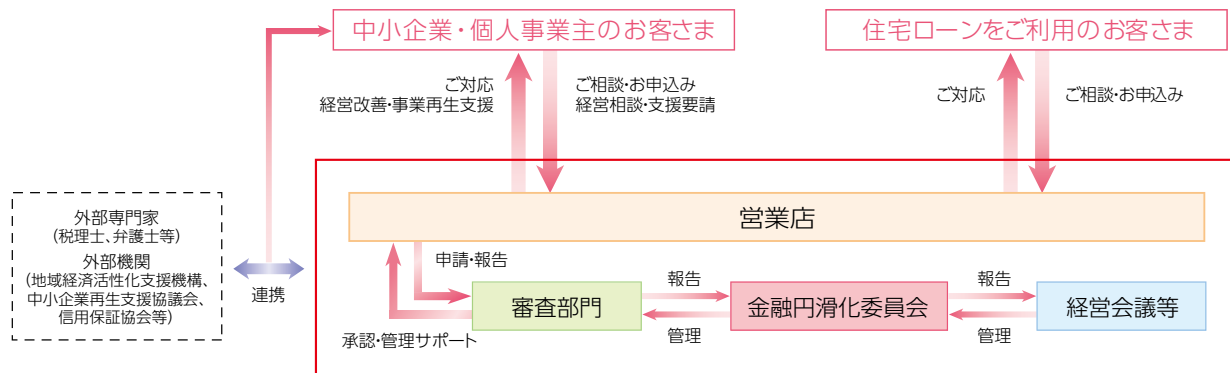 中小企業・個人事業主のお客さま
住宅ローンをご利用のお客さま
ご対応
経営改善・事業再生支援
ご相談・お申込み
経営相談・支援要請
ご対応
ご相談・お申込み
外部専門家
(税理士、弁護士等)
外部機関
(地域経済活性化支援機構、
中小企業再生支援協議会、
信用保証協会等)
連携
営業店
申請・報告
審査部門
承認・管理サポート
報告
管理
金融円滑化委員会
報告
管理
経営会議等